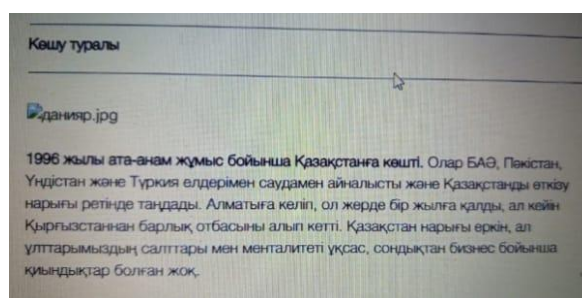 Көшу туралы
данияр.jpg
1996 жылы ата-анам жұмыс бойынша Қазақстанға көшті. Олар БАӘ, Пәкістан,
Үндістан және Түркия елдерімен саудамен айналысты және Қазақстанды өткізу
нарығы ретінде таңдады. Алматыға келіп, ол жерде бір жылға қалды, ал кейін
Қырғызстаннан барлық отбасыны алып кетті. Қазақстан нарығы еркін, ал
ұлттарымыздың салттары мен менталитеті ұқсас, сондықтан бизнес бойынша
қиындықтар болған жоқ.